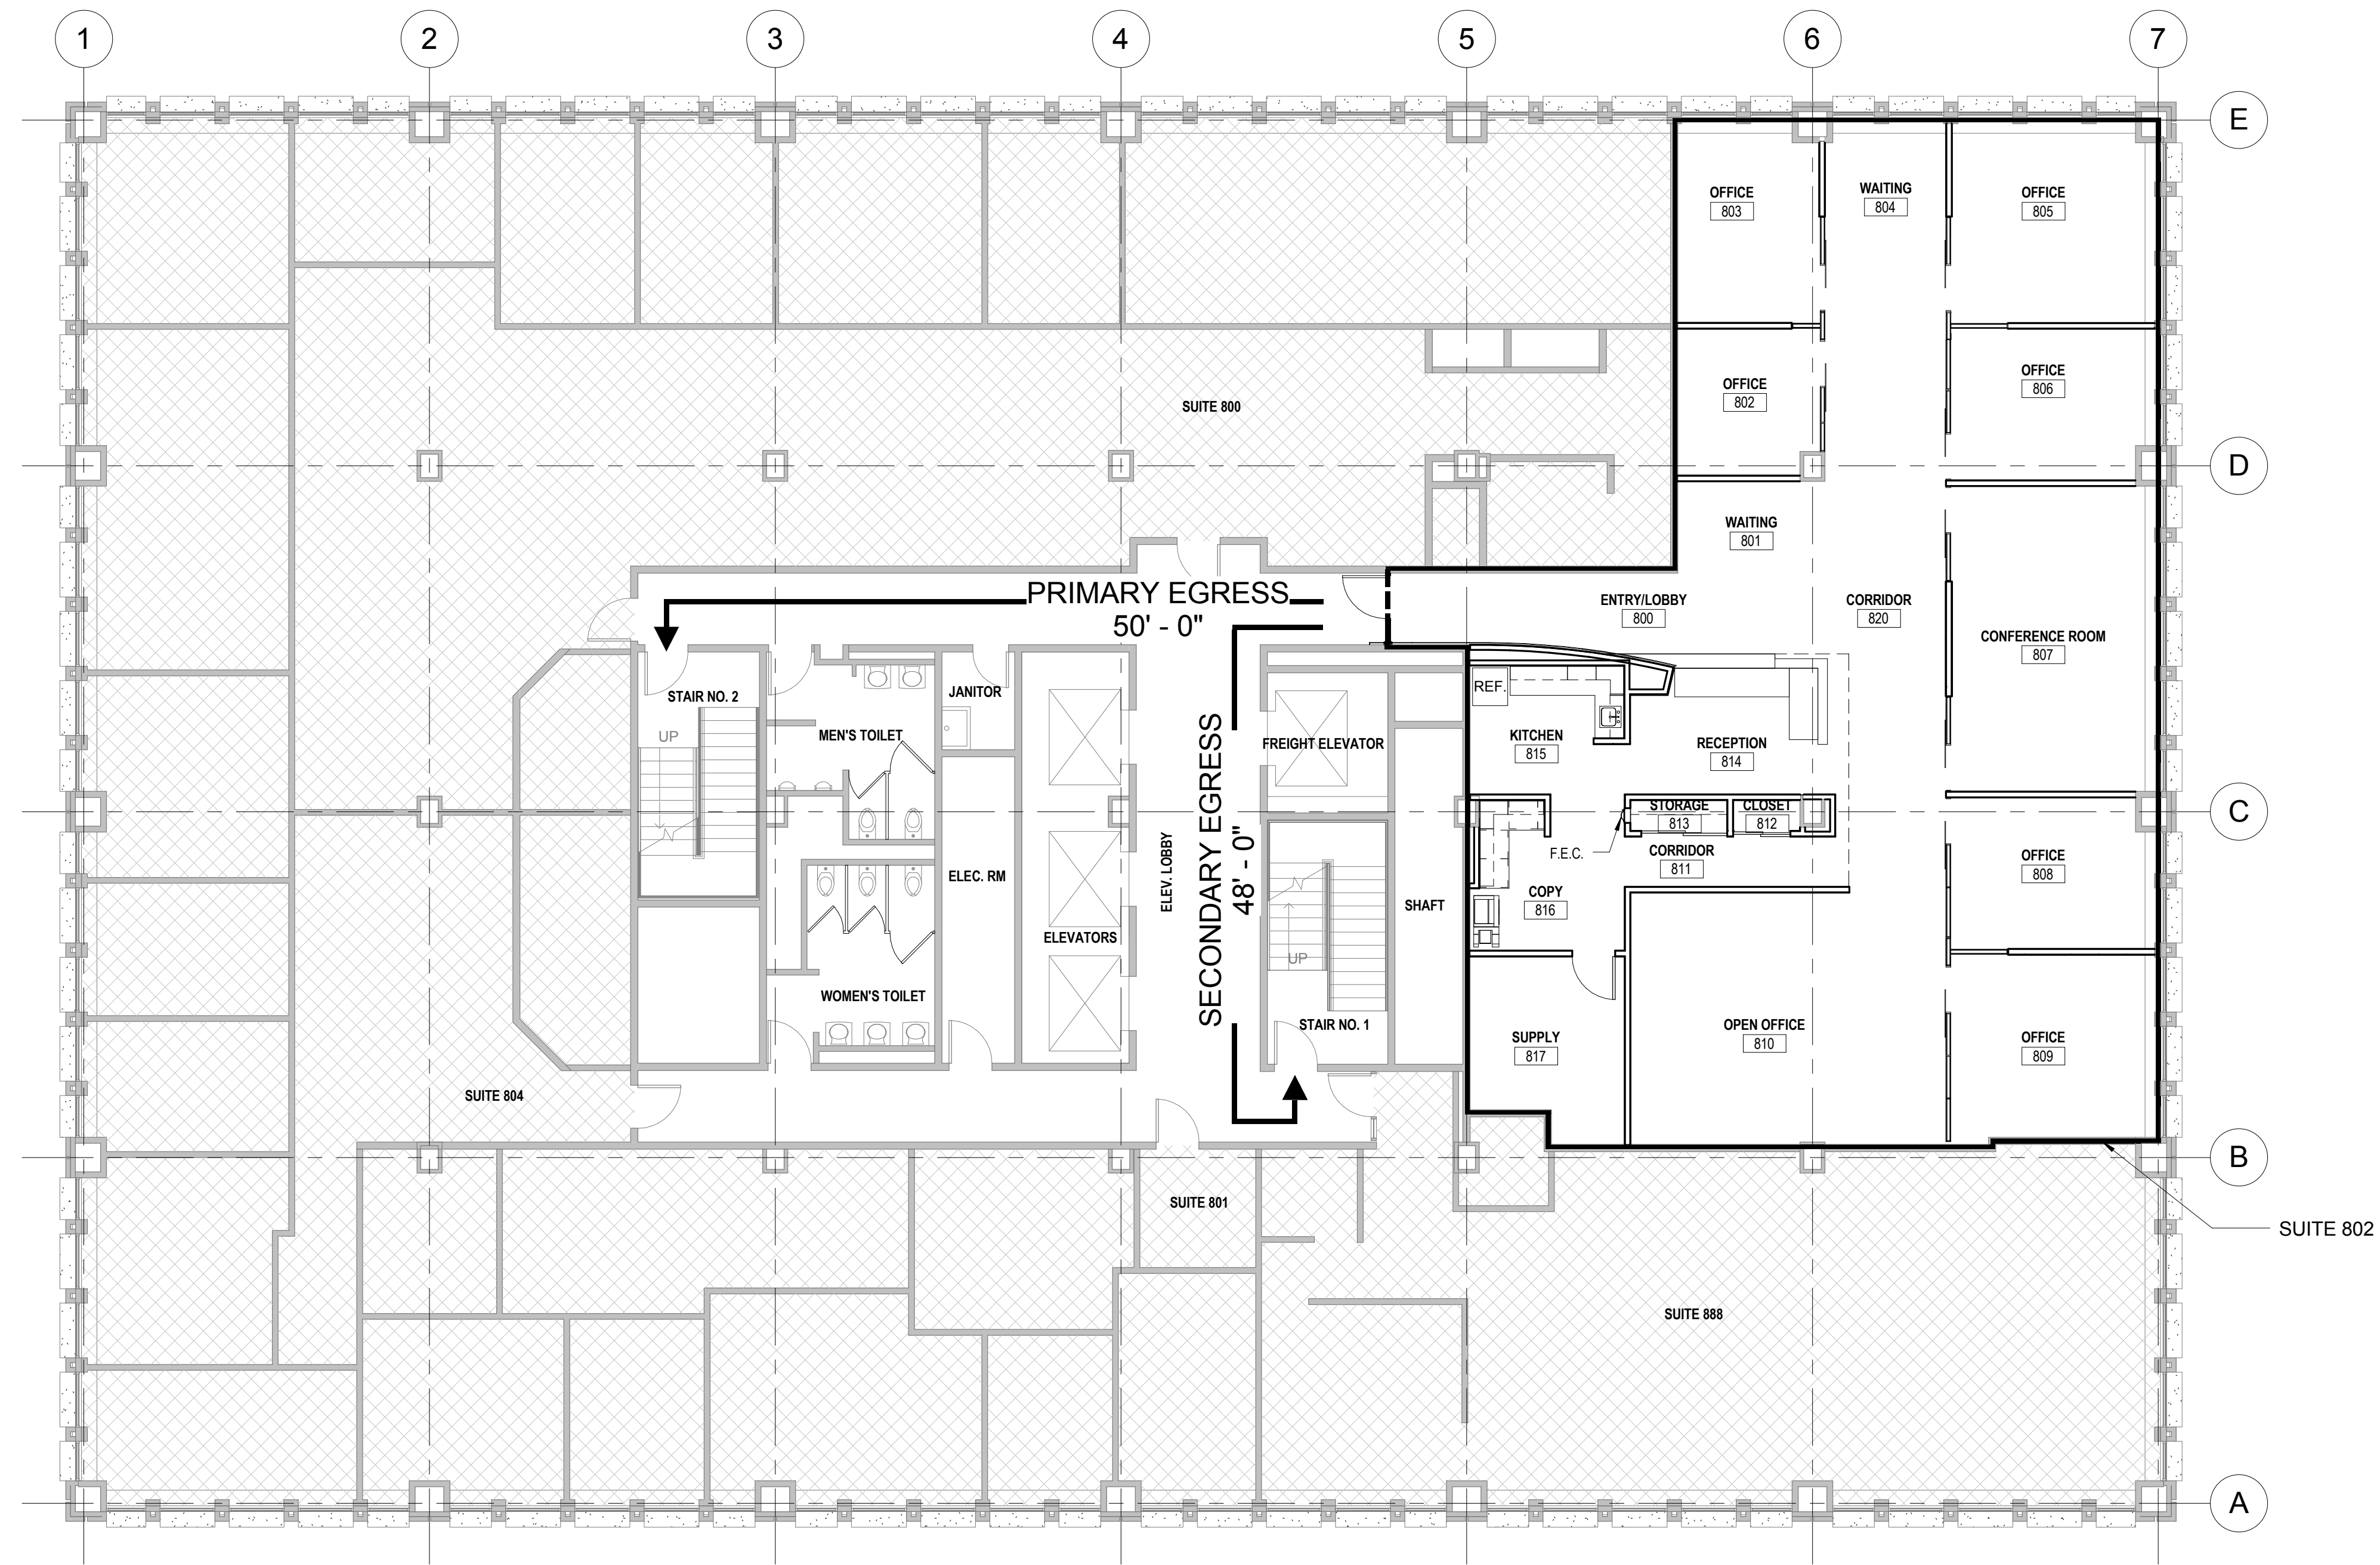 1
2
3
4
5
6
7
E
OFFICE
803
WAITING
804
OFFICE
805
OFFICE
802
OFFICE
806
SUITE 800
D
WAITING
801
PRIMARY EGRESS
50' - 0"
ENTRY/LOBBY
800
CORRIDOR
820
CONFERENCE ROOM
807
STAIR NO. 2
UP
JANITOR
MEN'S TOILET
REF.
KITCHEN
815
RECEPTION
814
FREIGHT ELEVATOR
SECONDARY EGRESS
48' - 0"
ELEV. LOBBY
STORAGE
813
CLOSET
812
C
F.E.C.
CORRIDOR
811
OFFICE
808
ELEC. RM
COPY
816
SHAFT
ELEVATORS
UP
WOMEN'S TOILET
STAIR NO. 1
SUPPLY
817
OPEN OFFICE
810
OFFICE
809
SUITE 804
B
SUITE 801
SUITE 802
SUITE 888
A